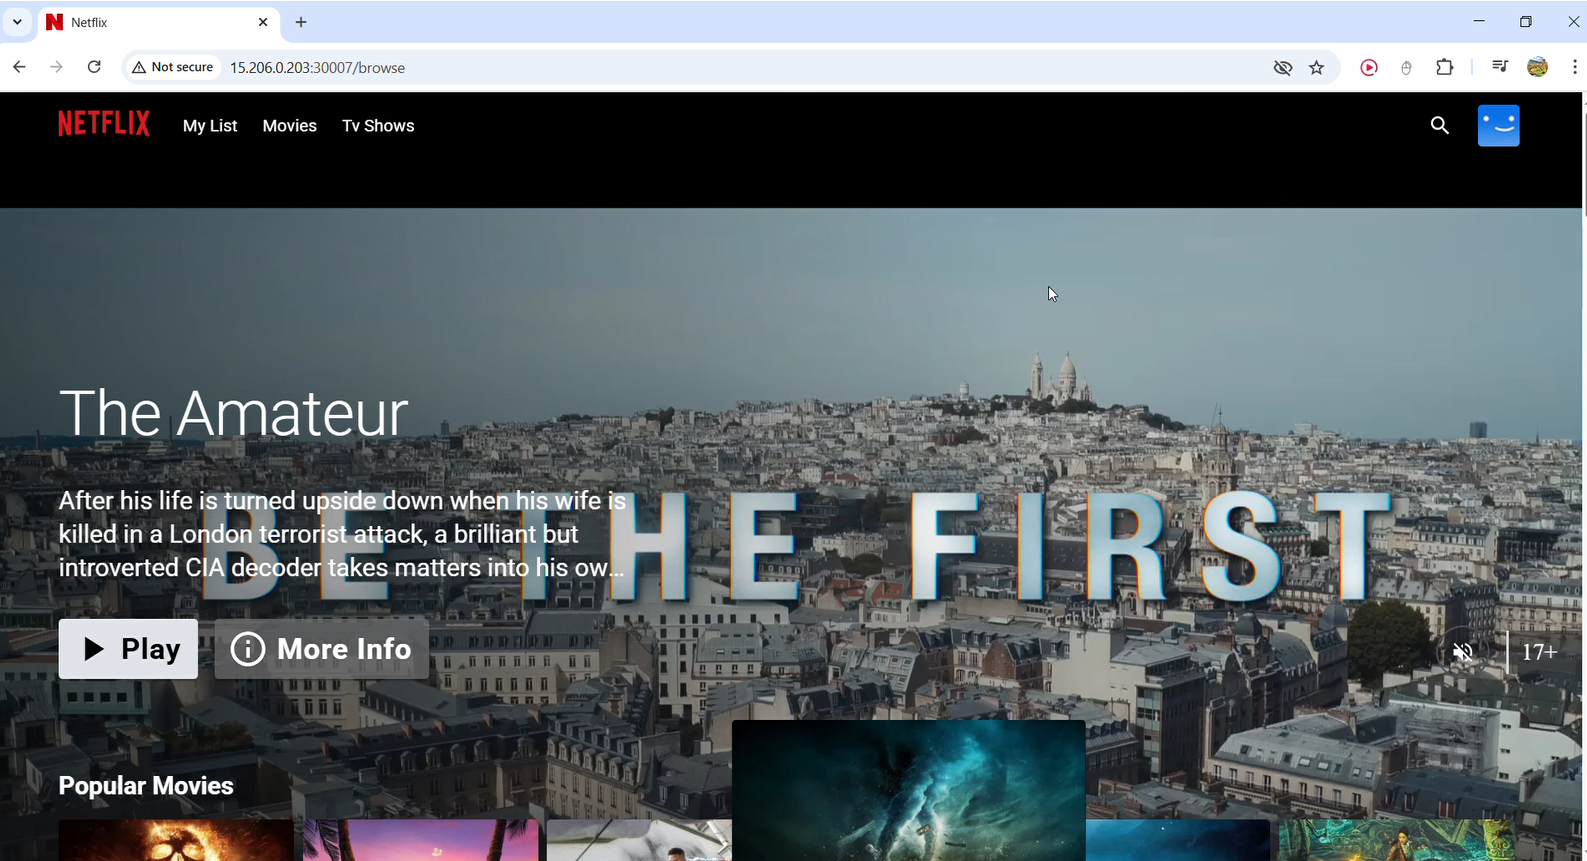 Netflix
Not secure
15.206.0.203:30007/browse
NETFLIX
My List
Movies
Tv Shows
The Amateur
After his life is turned upside down when his wife is
killed in a London terrorist attack, a brilliant but
introverted CIA decoder takes matters into his ow...
BE THE FIRST
Play
More Info
17+
Popular Movies